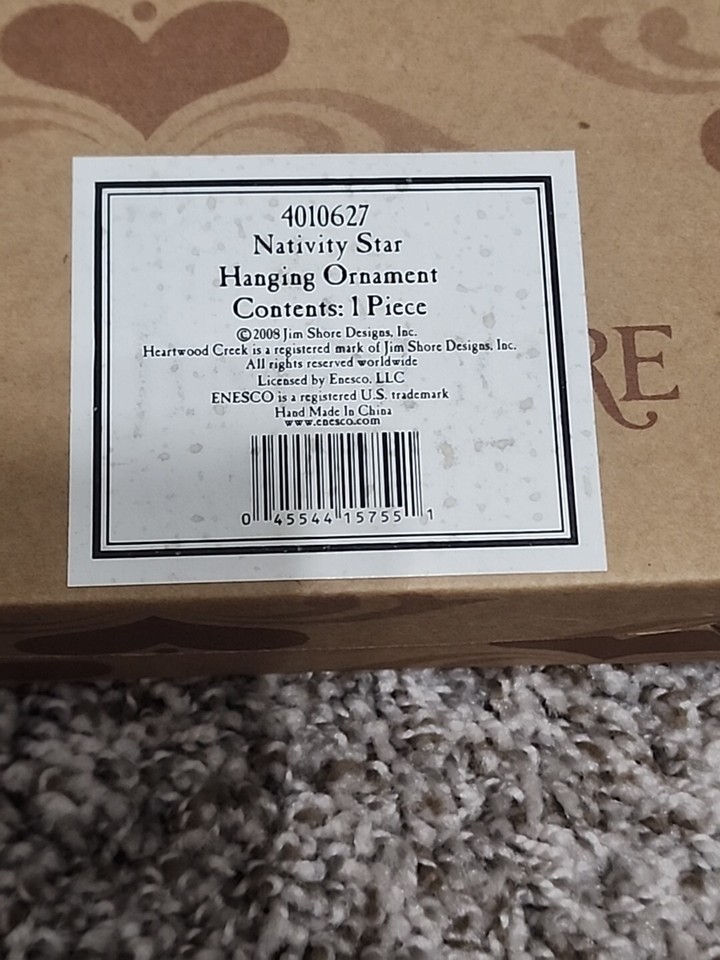 4010627
Nativity Star
Hanging Ornament
Contents: 1 Piece
©2008 Jim Shore Designs, Inc.
Heartwood Creek is a registered mark of Jim Shore Designs, Inc.
All rights reserved worldwide
Licensed by Enesco, LLC
ENESCO is a registered U.S. trademark
Hand Made In China
www.enesco.com
0 45544 15755 1
RE